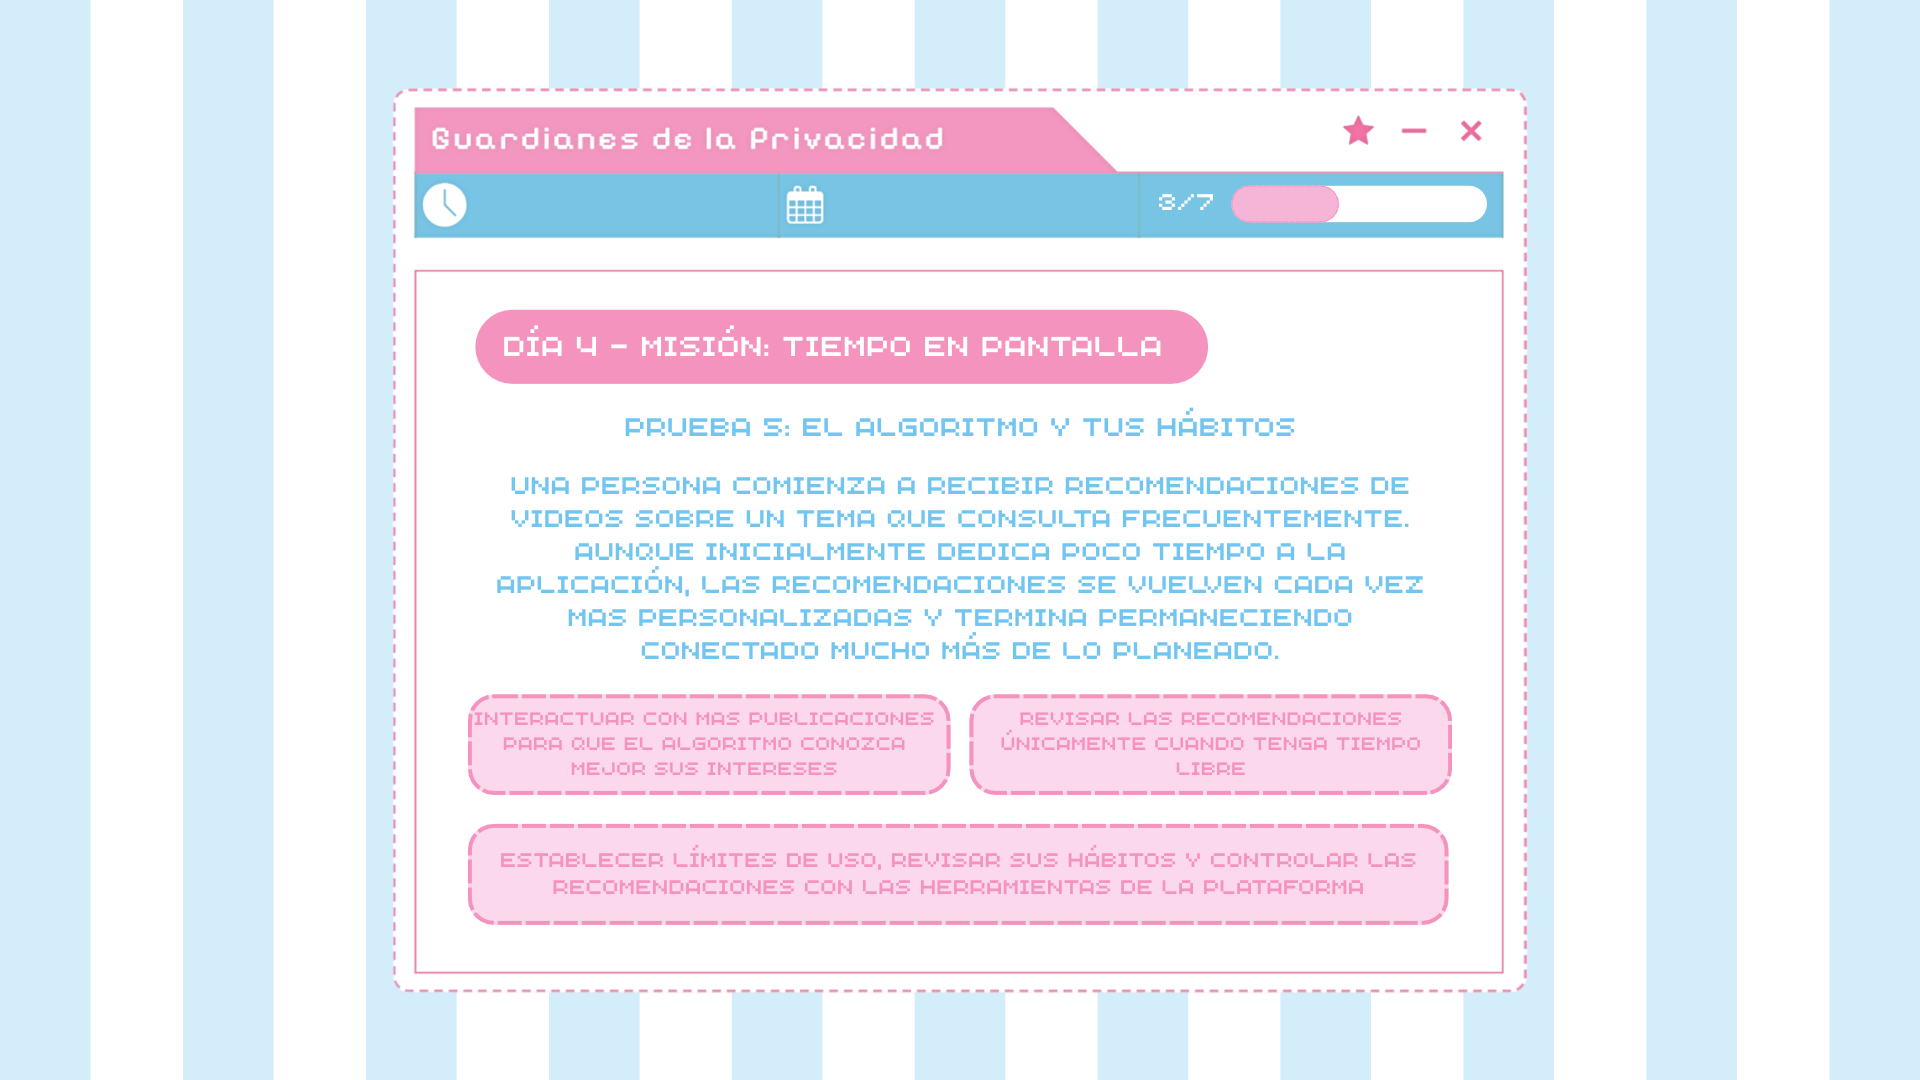 Guardianes de la Privacidad
3/7
DÍA 4 - MISIÓN: TIEMPO EN PANTALLA
PRUEBA 5: EL ALGORITMO Y TUS HÁBITOS
UNA PERSONA COMIENZA A RECIBIR RECOMENDACIONES DE
VIDEOS SOBRE UN TEMA QUE CONSULTA FRECUENTEMENTE.
AUNQUE INICIALMENTE DEDICA POCO TIEMPO A LA
APLICACIÓN, LAS RECOMENDACIONES SE VUELVEN CADA VEZ
MAS PERSONALIZADAS Y TERMINA PERMANECIENDO
CONECTADO MUCHO MÁS DE LO PLANEADO.
INTERACTUAR CON MAS PUBLICACIONES
PARA QUE EL ALGORITMO CONOZCA
MEJOR SUS INTERESES
REVISAR LAS RECOMENDACIONES
ÚNICAMENTE CUANDO TENGA TIEMPO
LIBRE
ESTABLECER LÍMITES DE USO, REVISAR SUS HÁBITOS Y CONTROLAR LAS
RECOMENDACIONES CON LAS HERRAMIENTAS DE LA PLATAFORMA